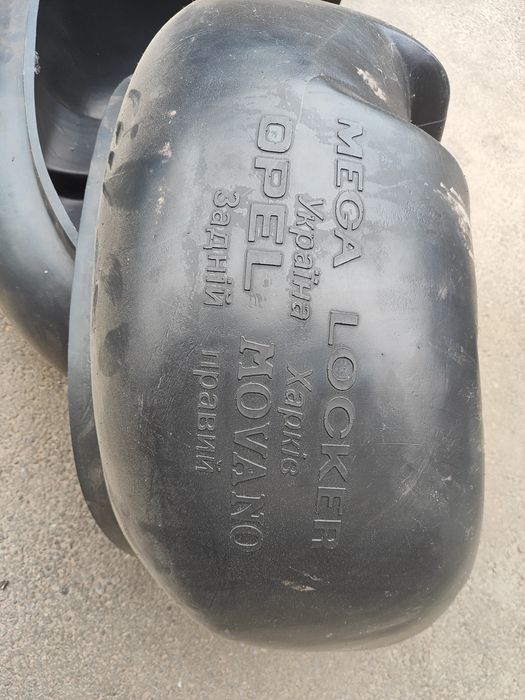 MEGA LOCKER
Україна Харків
OPEL MOVANO
Задній правий